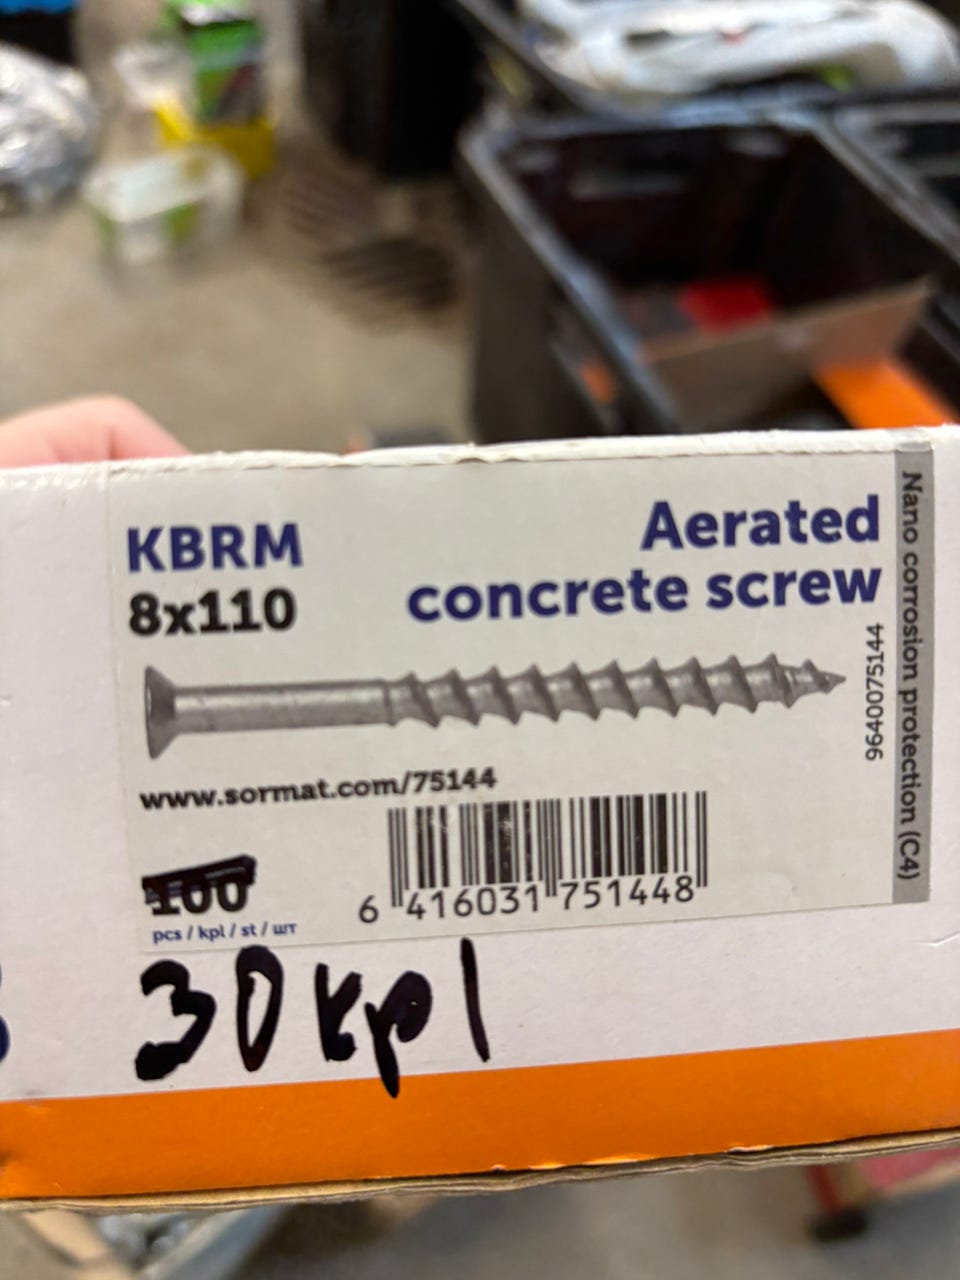 KBRM
8x110
Aerated
concrete screw
Nano corrosion protection (C4)
9640075144
www.sormat.com/75144
100
pcs / kpl / st / шт
6 416031 751448
30 kpl